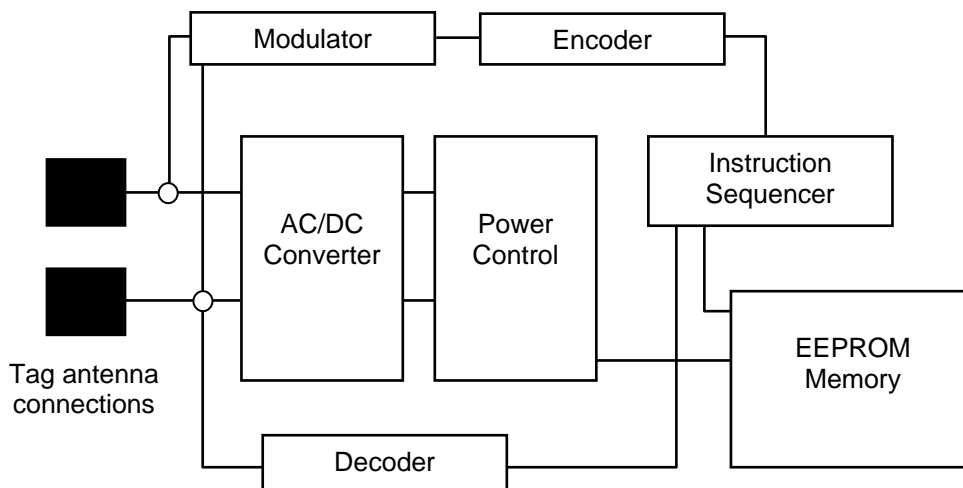 Modulator
Encoder
Instruction
Sequencer
AC/DC
Converter
Power
Control
EEPROM
Memory
Tag antenna
connections
Decoder